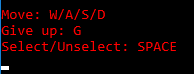 Move: W/A/S/D
Give up: G
Select/Unselect: SPACE